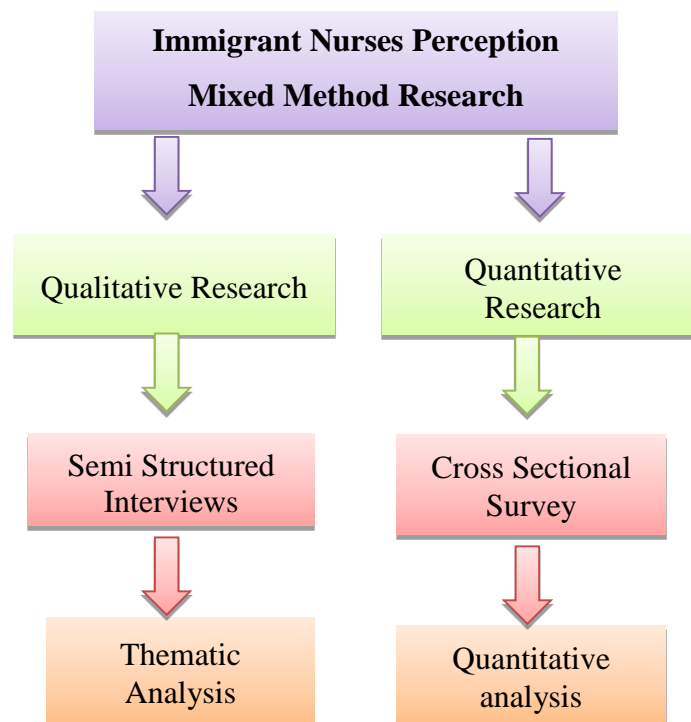 Immigrant Nurses Perception
Mixed Method Research
Qualitative Research
Quantitative
Research
Semi Structured
Interviews
Cross Sectional
Survey
Thematic
Analysis
Quantitative
analysis